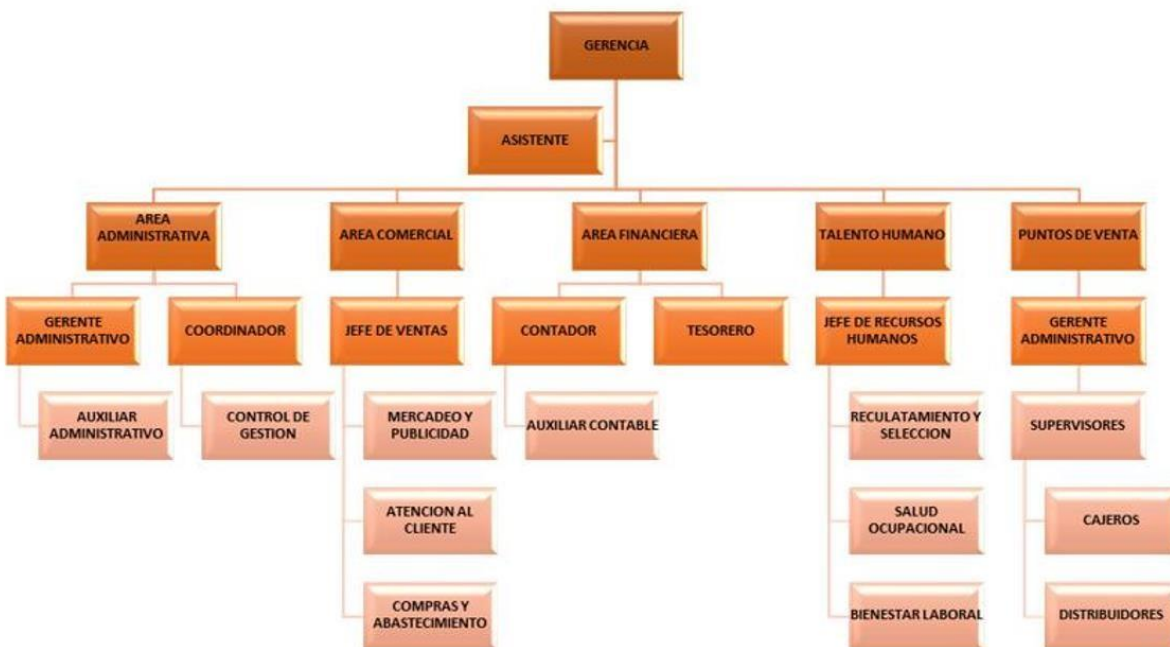 GERENCIA
ASISTENTE
AREA
ADMINISTRATIVA
AREA COMERCIAL
AREA FINANCIERA
TALENTO HUMANO
PUNTOS DE VENTA
GERENTE
ADMINISTRATIVO
COORDINADOR
JEFE DE VENTAS
CONTADOR
TESORERO
JEFE DE RECURSOS
HUMANOS
GERENTE
ADMINISTRATIVO
AUXILIAR
ADMINISTRATIVO
CONTROL DE
GESTION
MERCADEO Y
PUBLICIDAD
AUXILIAR CONTABLE
RECULATAMIENTO Y
SELECCION
SUPERVISORES
ATENCION AL
CLIENTE
SALUD
OCUPACIONAL
CAJEROS
COMPRAS Y
ABASTECIMIENTO
BIENESTAR LABORAL
DISTRIBUIDORES